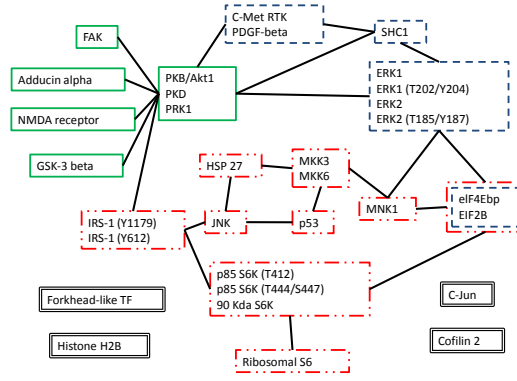 C-Met RTK
PDGF-beta
SHC1
FAK
PKB/Akt1
PKD
PRK1
Adducin alpha
NMDA receptor
GSK-3 beta
ERK1
ERK1 (T202/Y204)
ERK2
ERK2 (T185/Y187)
HSP 27
MKK3
MKK6
MNK1
eIF4Ebp
EIF2B
IRS-1 (Y1179)
IRS-1 (Y612)
JNK
p53
p85 S6K (T412)
p85 S6K (T444/S447)
90 Kda S6K
Forkhead-like TF
C-Jun
Histone H2B
Cofilin 2
Ribosomal S6